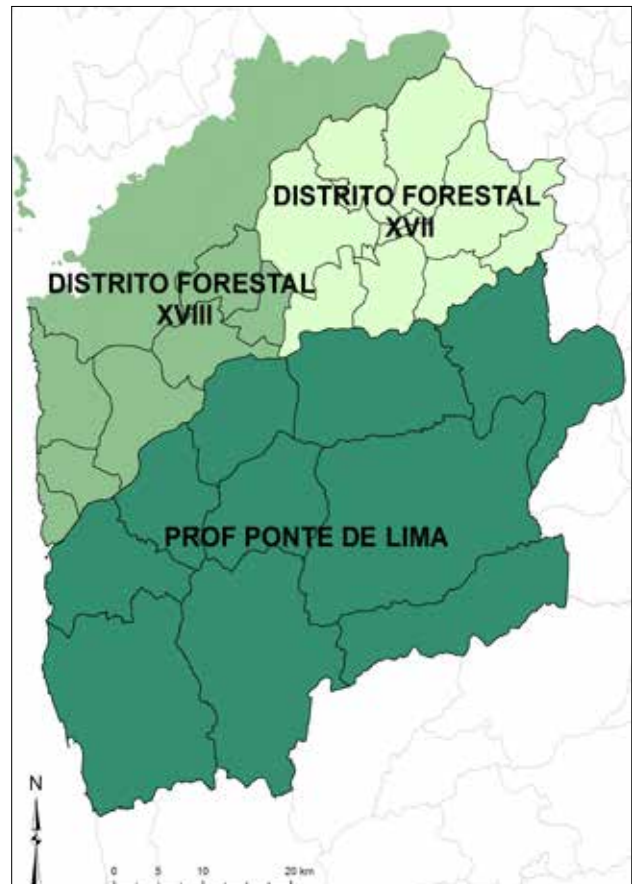 DISTRITO FORESTAL
XVII
DISTRITO FORESTAL
XVIII
PROF PONTE DE LIMA
N
0 5 10 20 km